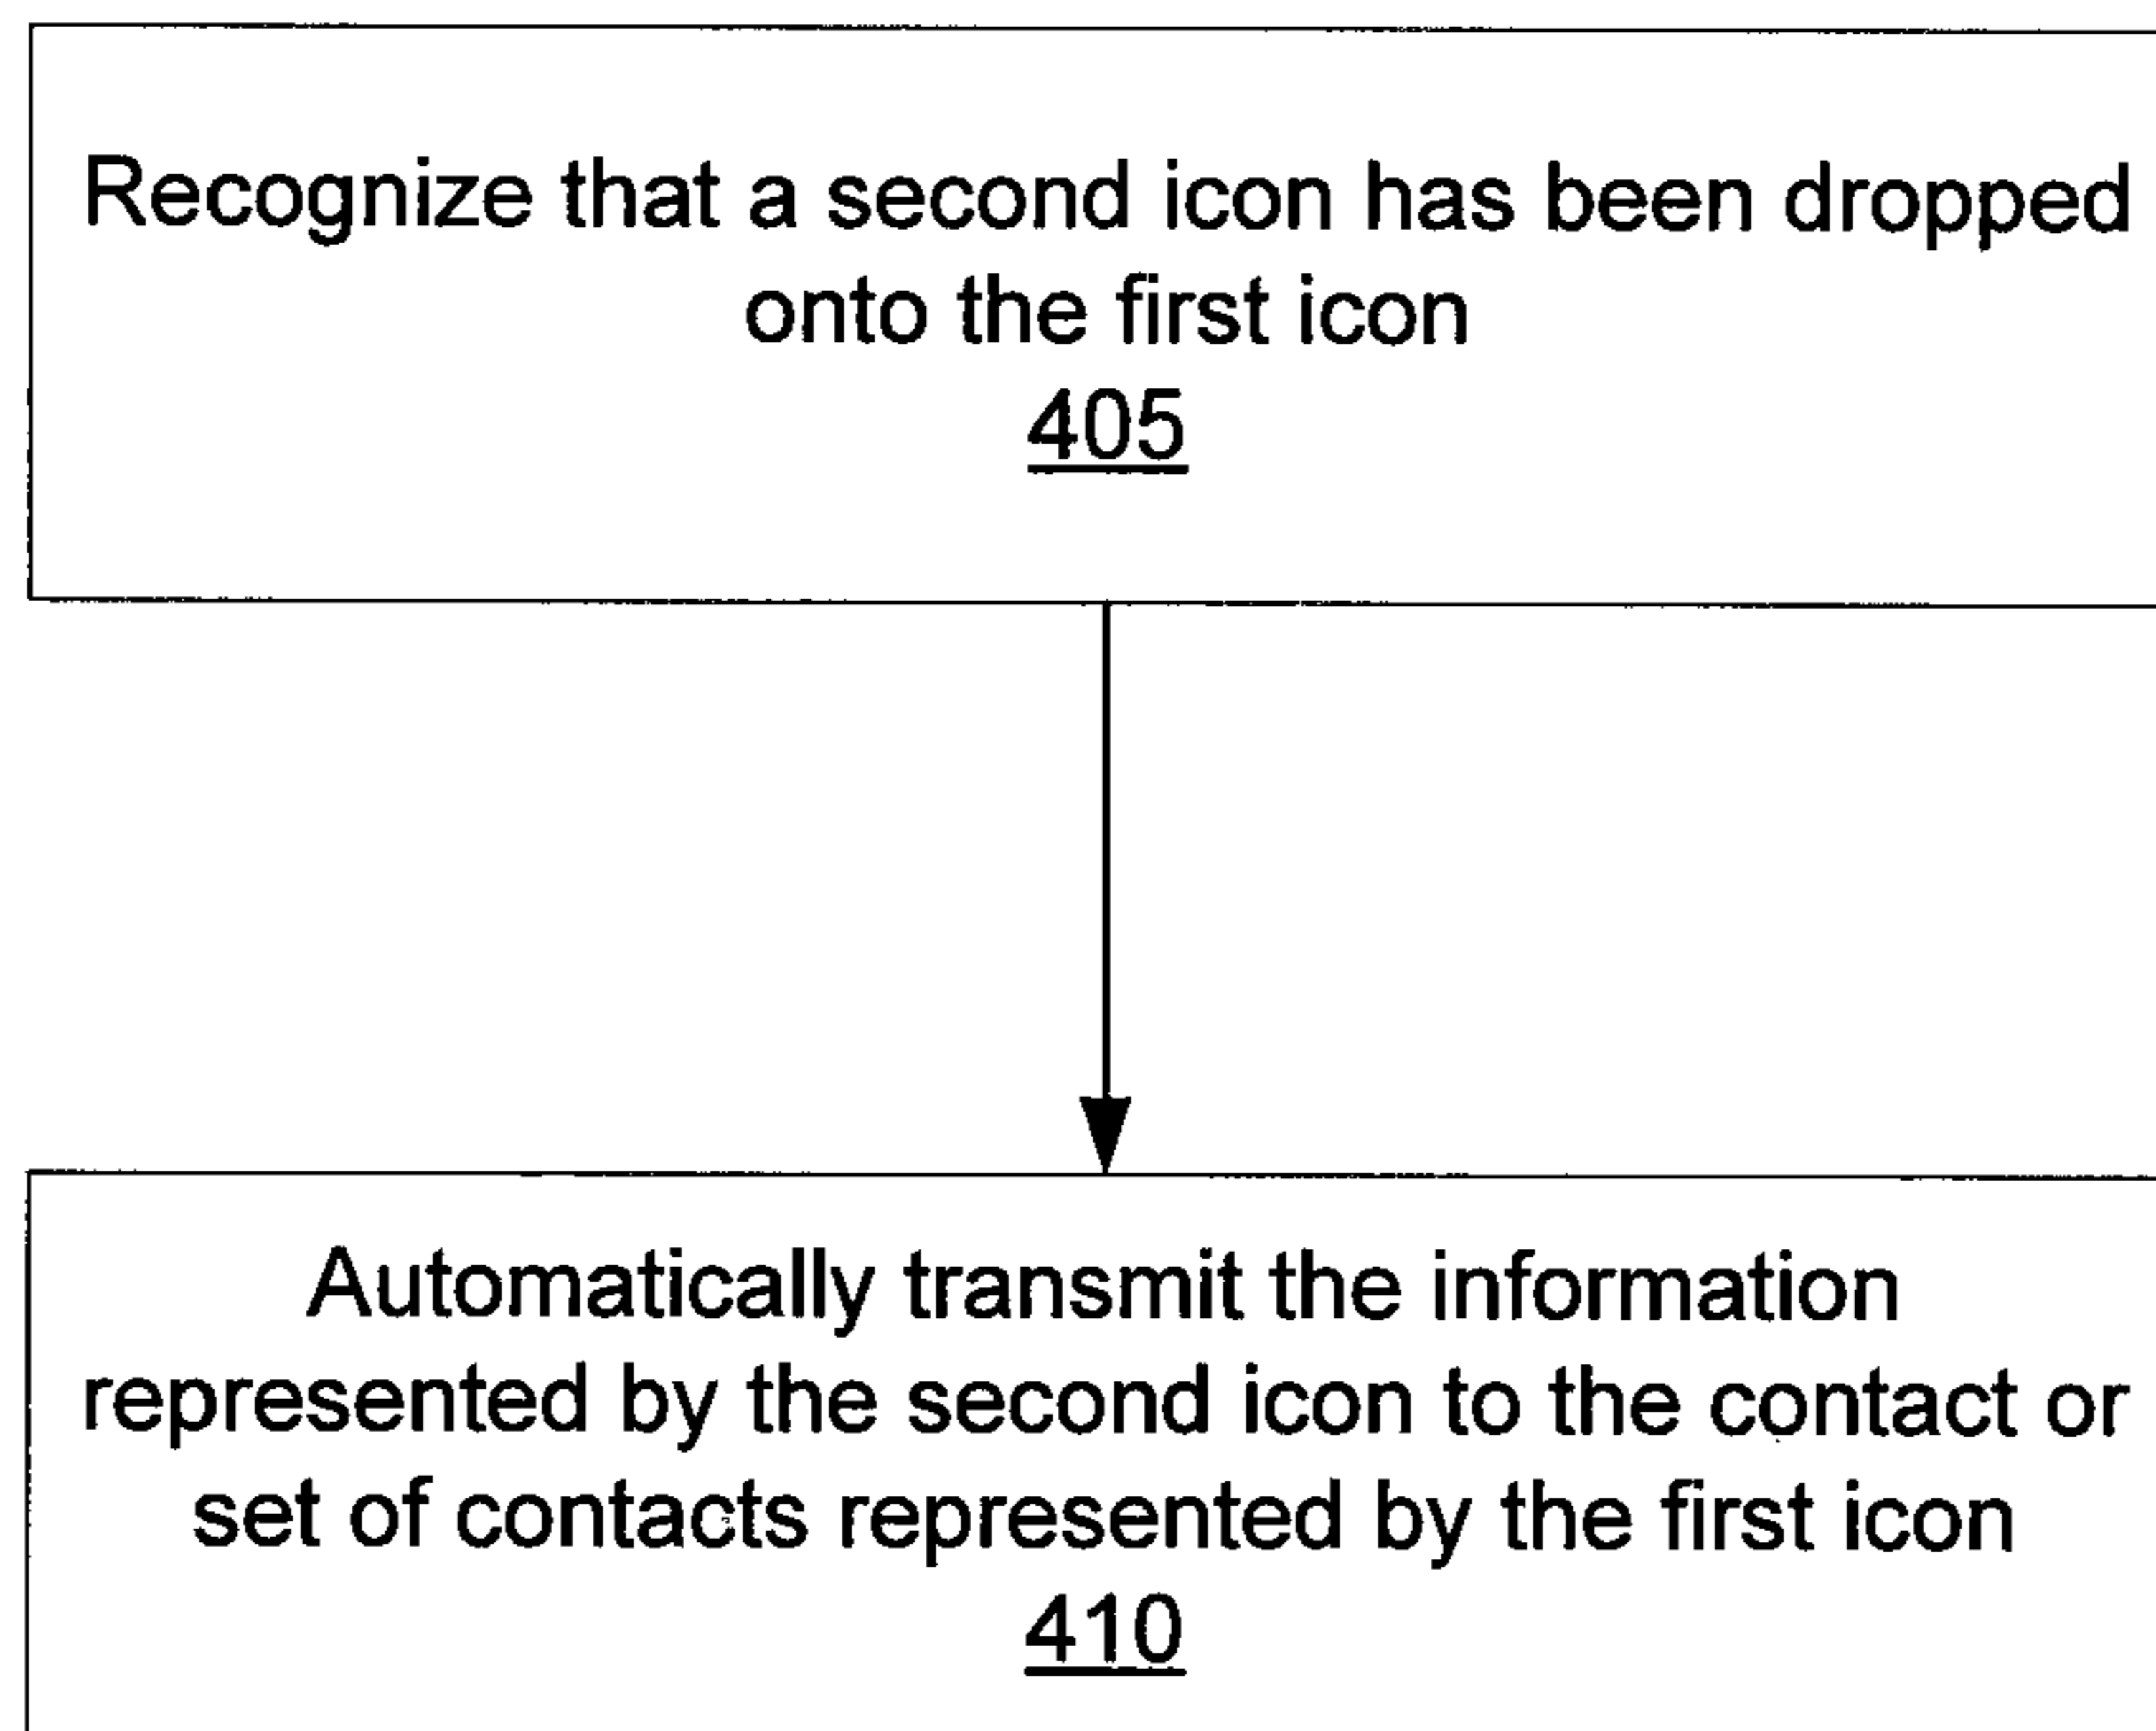 Recognize that a second icon has been dropped
onto the first icon
405
Automatically transmit the information
represented by the second icon to the contact or
set of contacts represented by the first icon
410